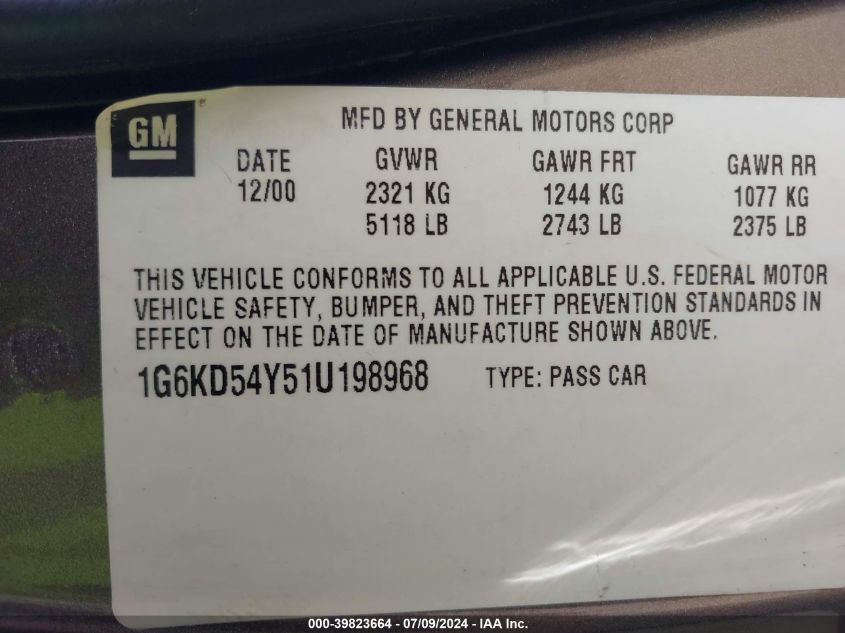 GM
MFD BY GENERAL MOTORS CORP
DATE GVWR GAWR FRT GAWR RR
12/00 2321 KG 1244 KG 1077 KG
5118 LB 2743 LB 2375 LB
THIS VEHICLE CONFORMS TO ALL APPLICABLE U.S. FEDERAL MOTOR
VEHICLE SAFETY, BUMPER, AND THEFT PREVENTION STANDARDS IN
EFFECT ON THE DATE OF MANUFACTURE SHOWN ABOVE.
1G6KD54Y51U198968 TYPE: PASS CAR
000-39823664 - 07/09/2024 - IAA Inc.